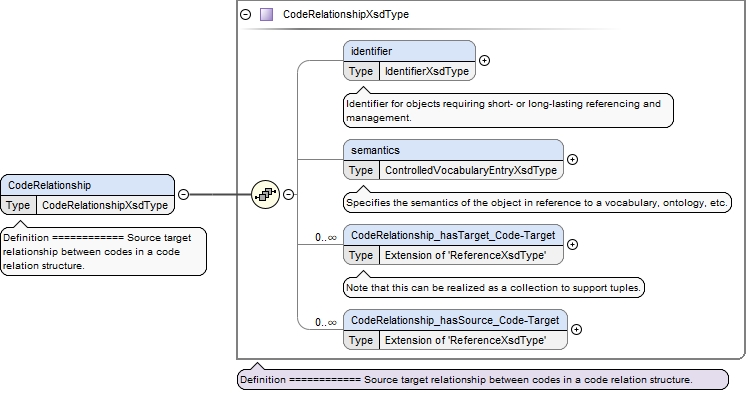 CodeRelationshipXsdType
identifier
Type IdentifierXsdType
Identifier for objects requiring short- or long-lasting referencing and
management.
semantics
Type ControlledVocabularyEntryXsdType
Specifies the semantics of the object in reference to a vocabulary, ontology, etc.
CodeRelationship
Type CodeRelationshipXsdType
Definition ============ Source target
relationship between codes in a code
relation structure.
0..∞
CodeRelationship_hasTarget_Code-Target
Type Extension of 'ReferenceXsdType'
Note that this can be realized as a collection to support tuples.
0..∞
CodeRelationship_hasSource_Code-Target
Type Extension of 'ReferenceXsdType'
Definition ============ Source target relationship between codes in a code relation structure.